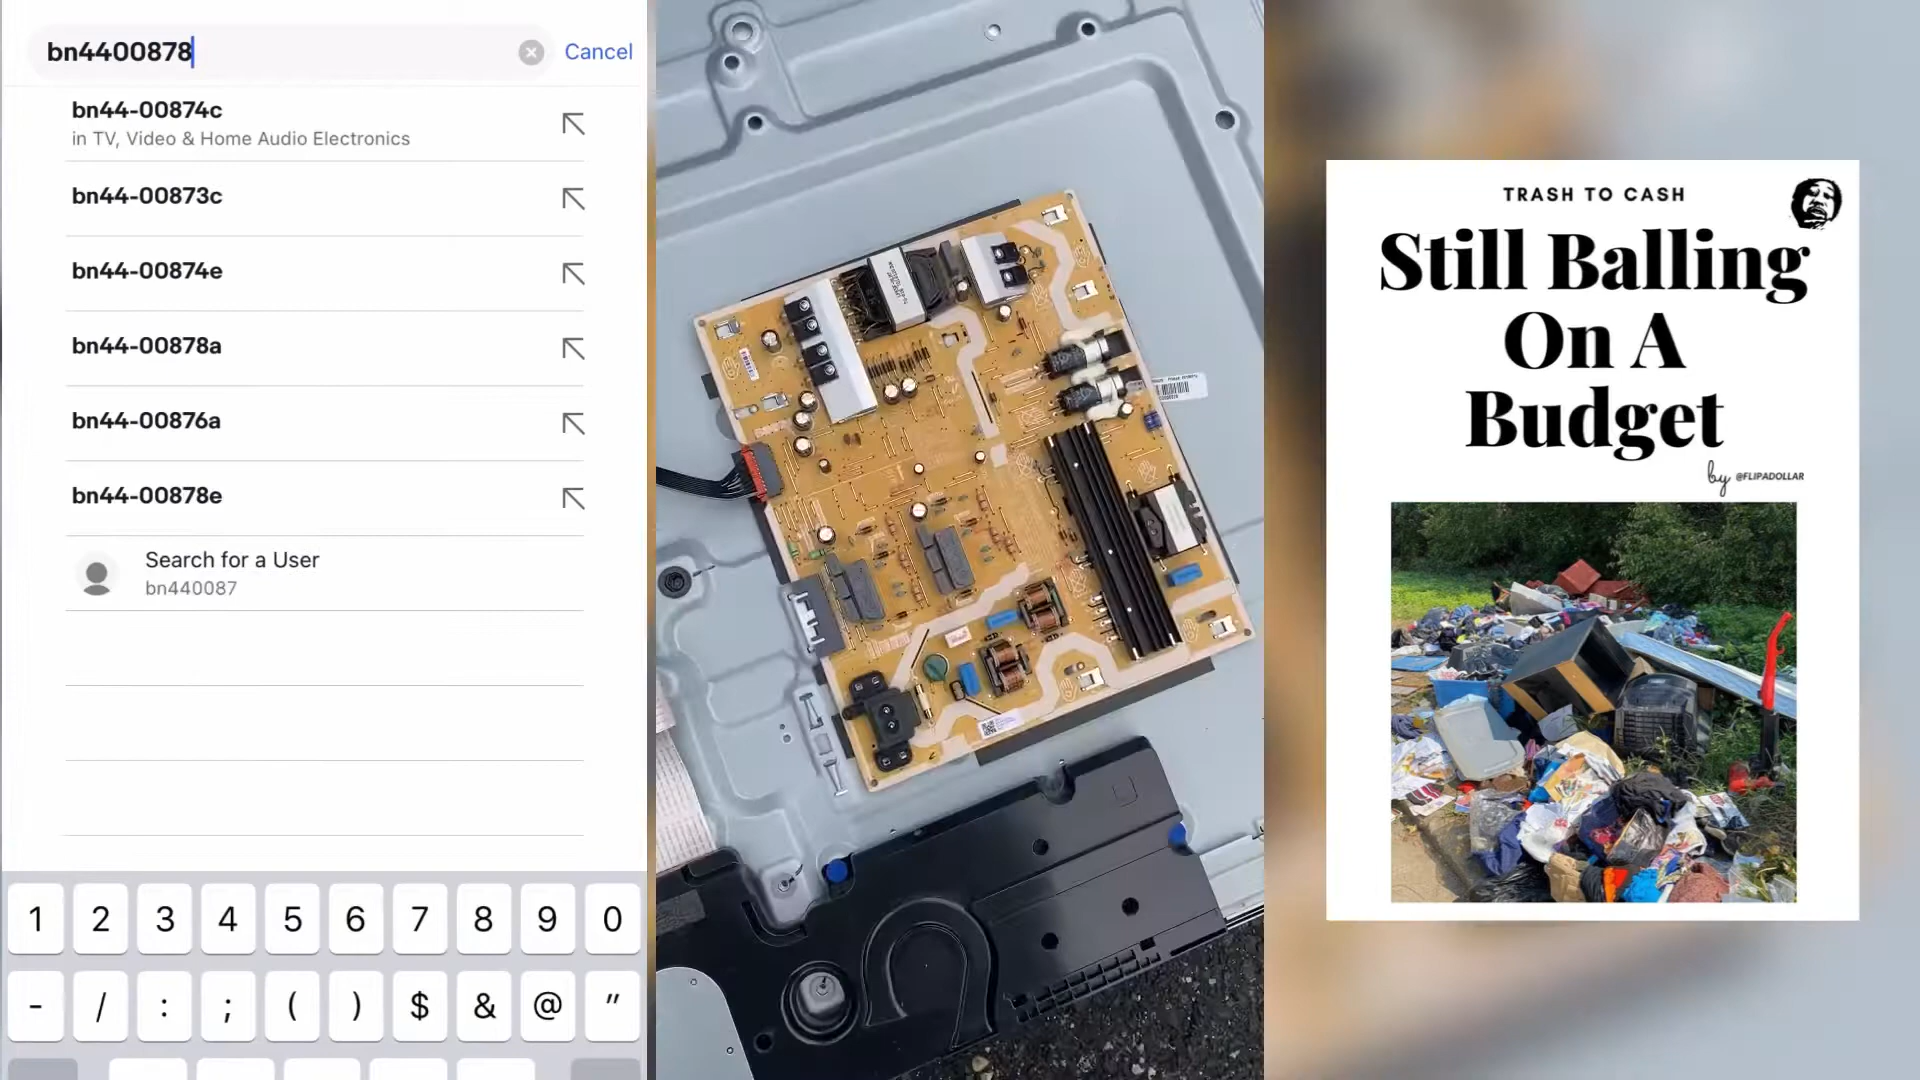 bn4400878
Cancel
bn44-00874c
in TV, Video & Home Audio Electronics
bn44-00873c
bn44-00874e
bn44-00878a
bn44-00876a
bn44-00878e
Search for a User
bn440087
1 2 3 4 5 6 7 8 9 0
- / : ; ( ) $ & @ "
TRASH TO CASH
Still Balling
On A
Budget
by @FLIPADOLLAR